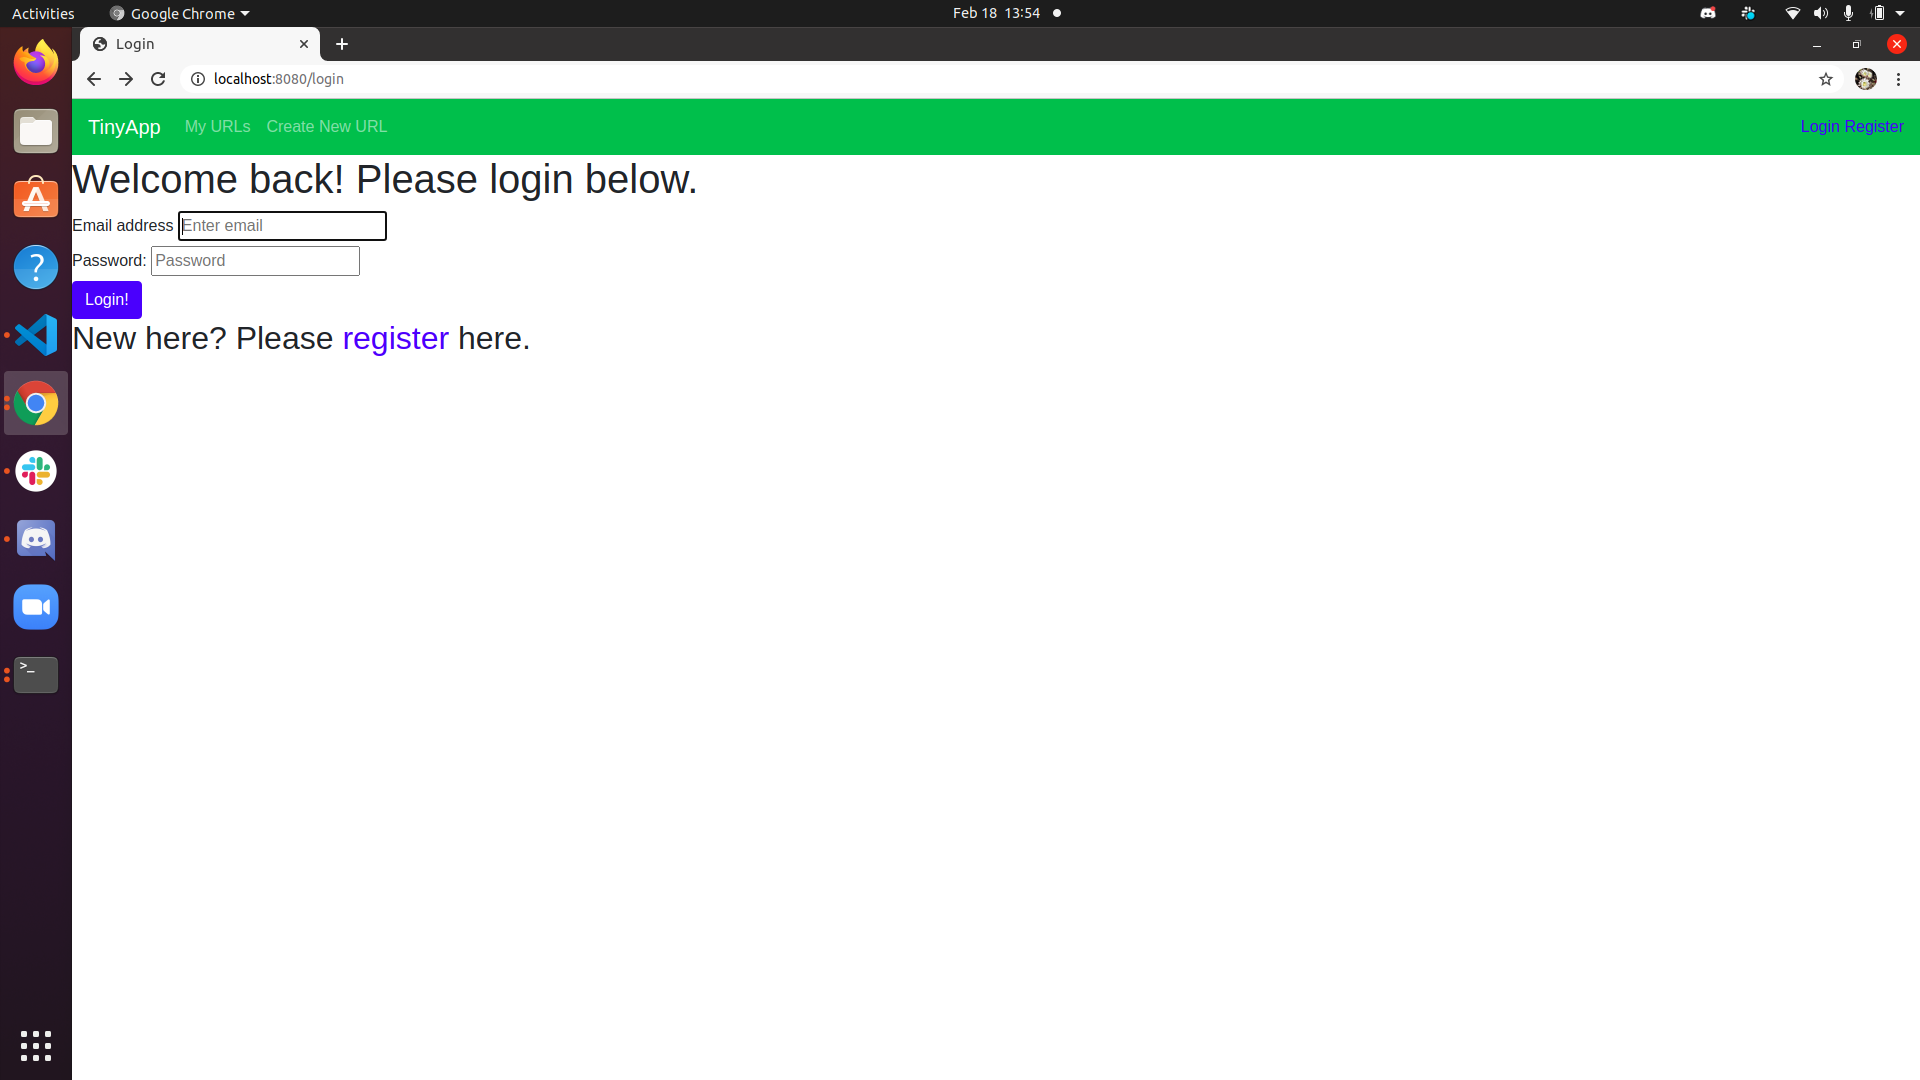 Activities Google Chrome Feb 18 13:54
Login
localhost:8080/login
TinyApp My URLs Create New URL Login Register
Welcome back! Please login below.
Email address Enter email
Password: Password
Login!
New here? Please register here.
>_